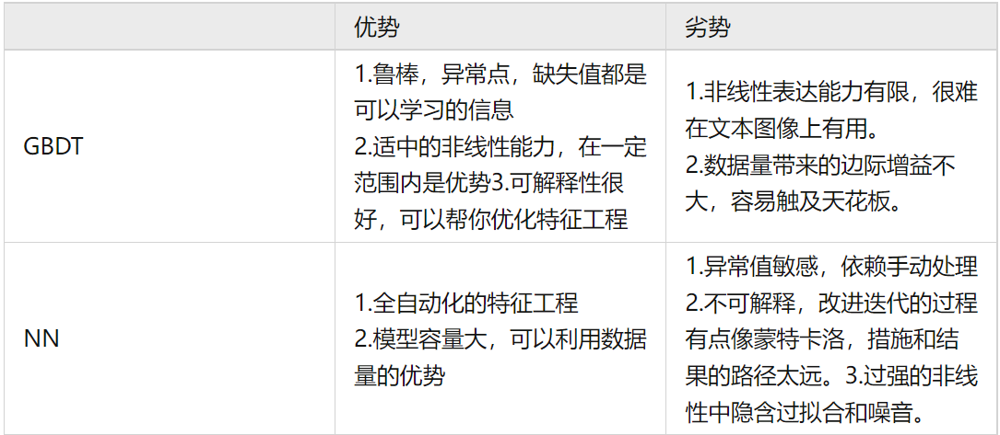 优势
劣势
GBDT
1.鲁棒，异常点，缺失值都是
可以学习的信息
2.适中的非线性能力，在一定
范围内是优势3.可解释性很
好，可以帮你优化特征工程
1.非线性表达能力有限，很难
在文本图像上有用。
2.数据量带来的边际增益不
大，容易触及天花板。
NN
1.全自动化的特征工程
2.模型容量大，可以利用数据
量的优势
1.异常值敏感，依赖手动处理
2.不可解释，改进迭代的过程
有点像蒙特卡洛，措施和结
果的路径太远。3.过强的非线
性中隐含过拟合和噪音。